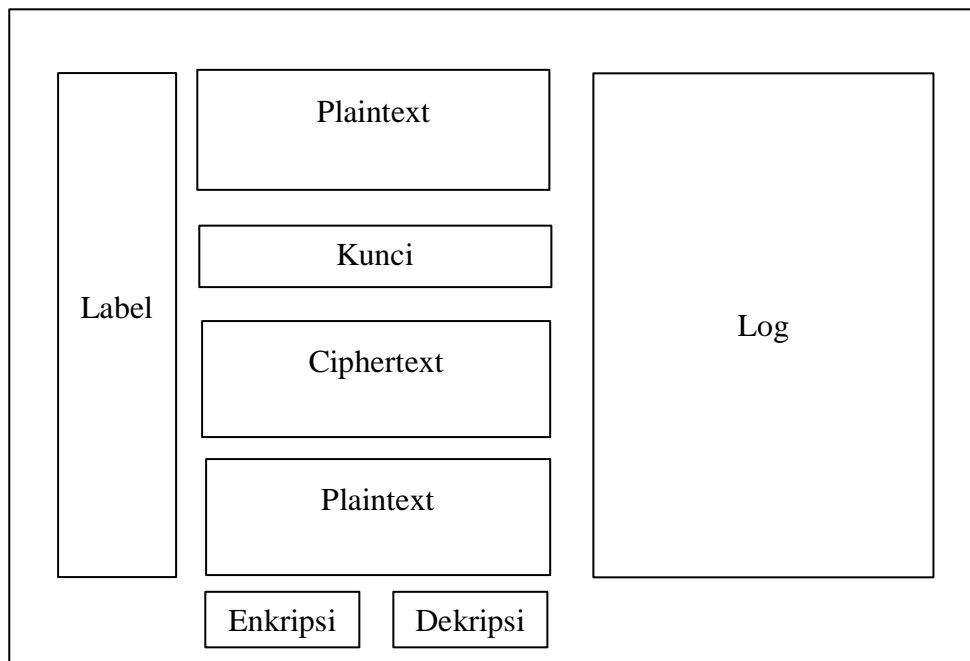 Label
Plaintext
Kunci
Ciphertext
Plaintext
Enkripsi
Dekripsi
Log